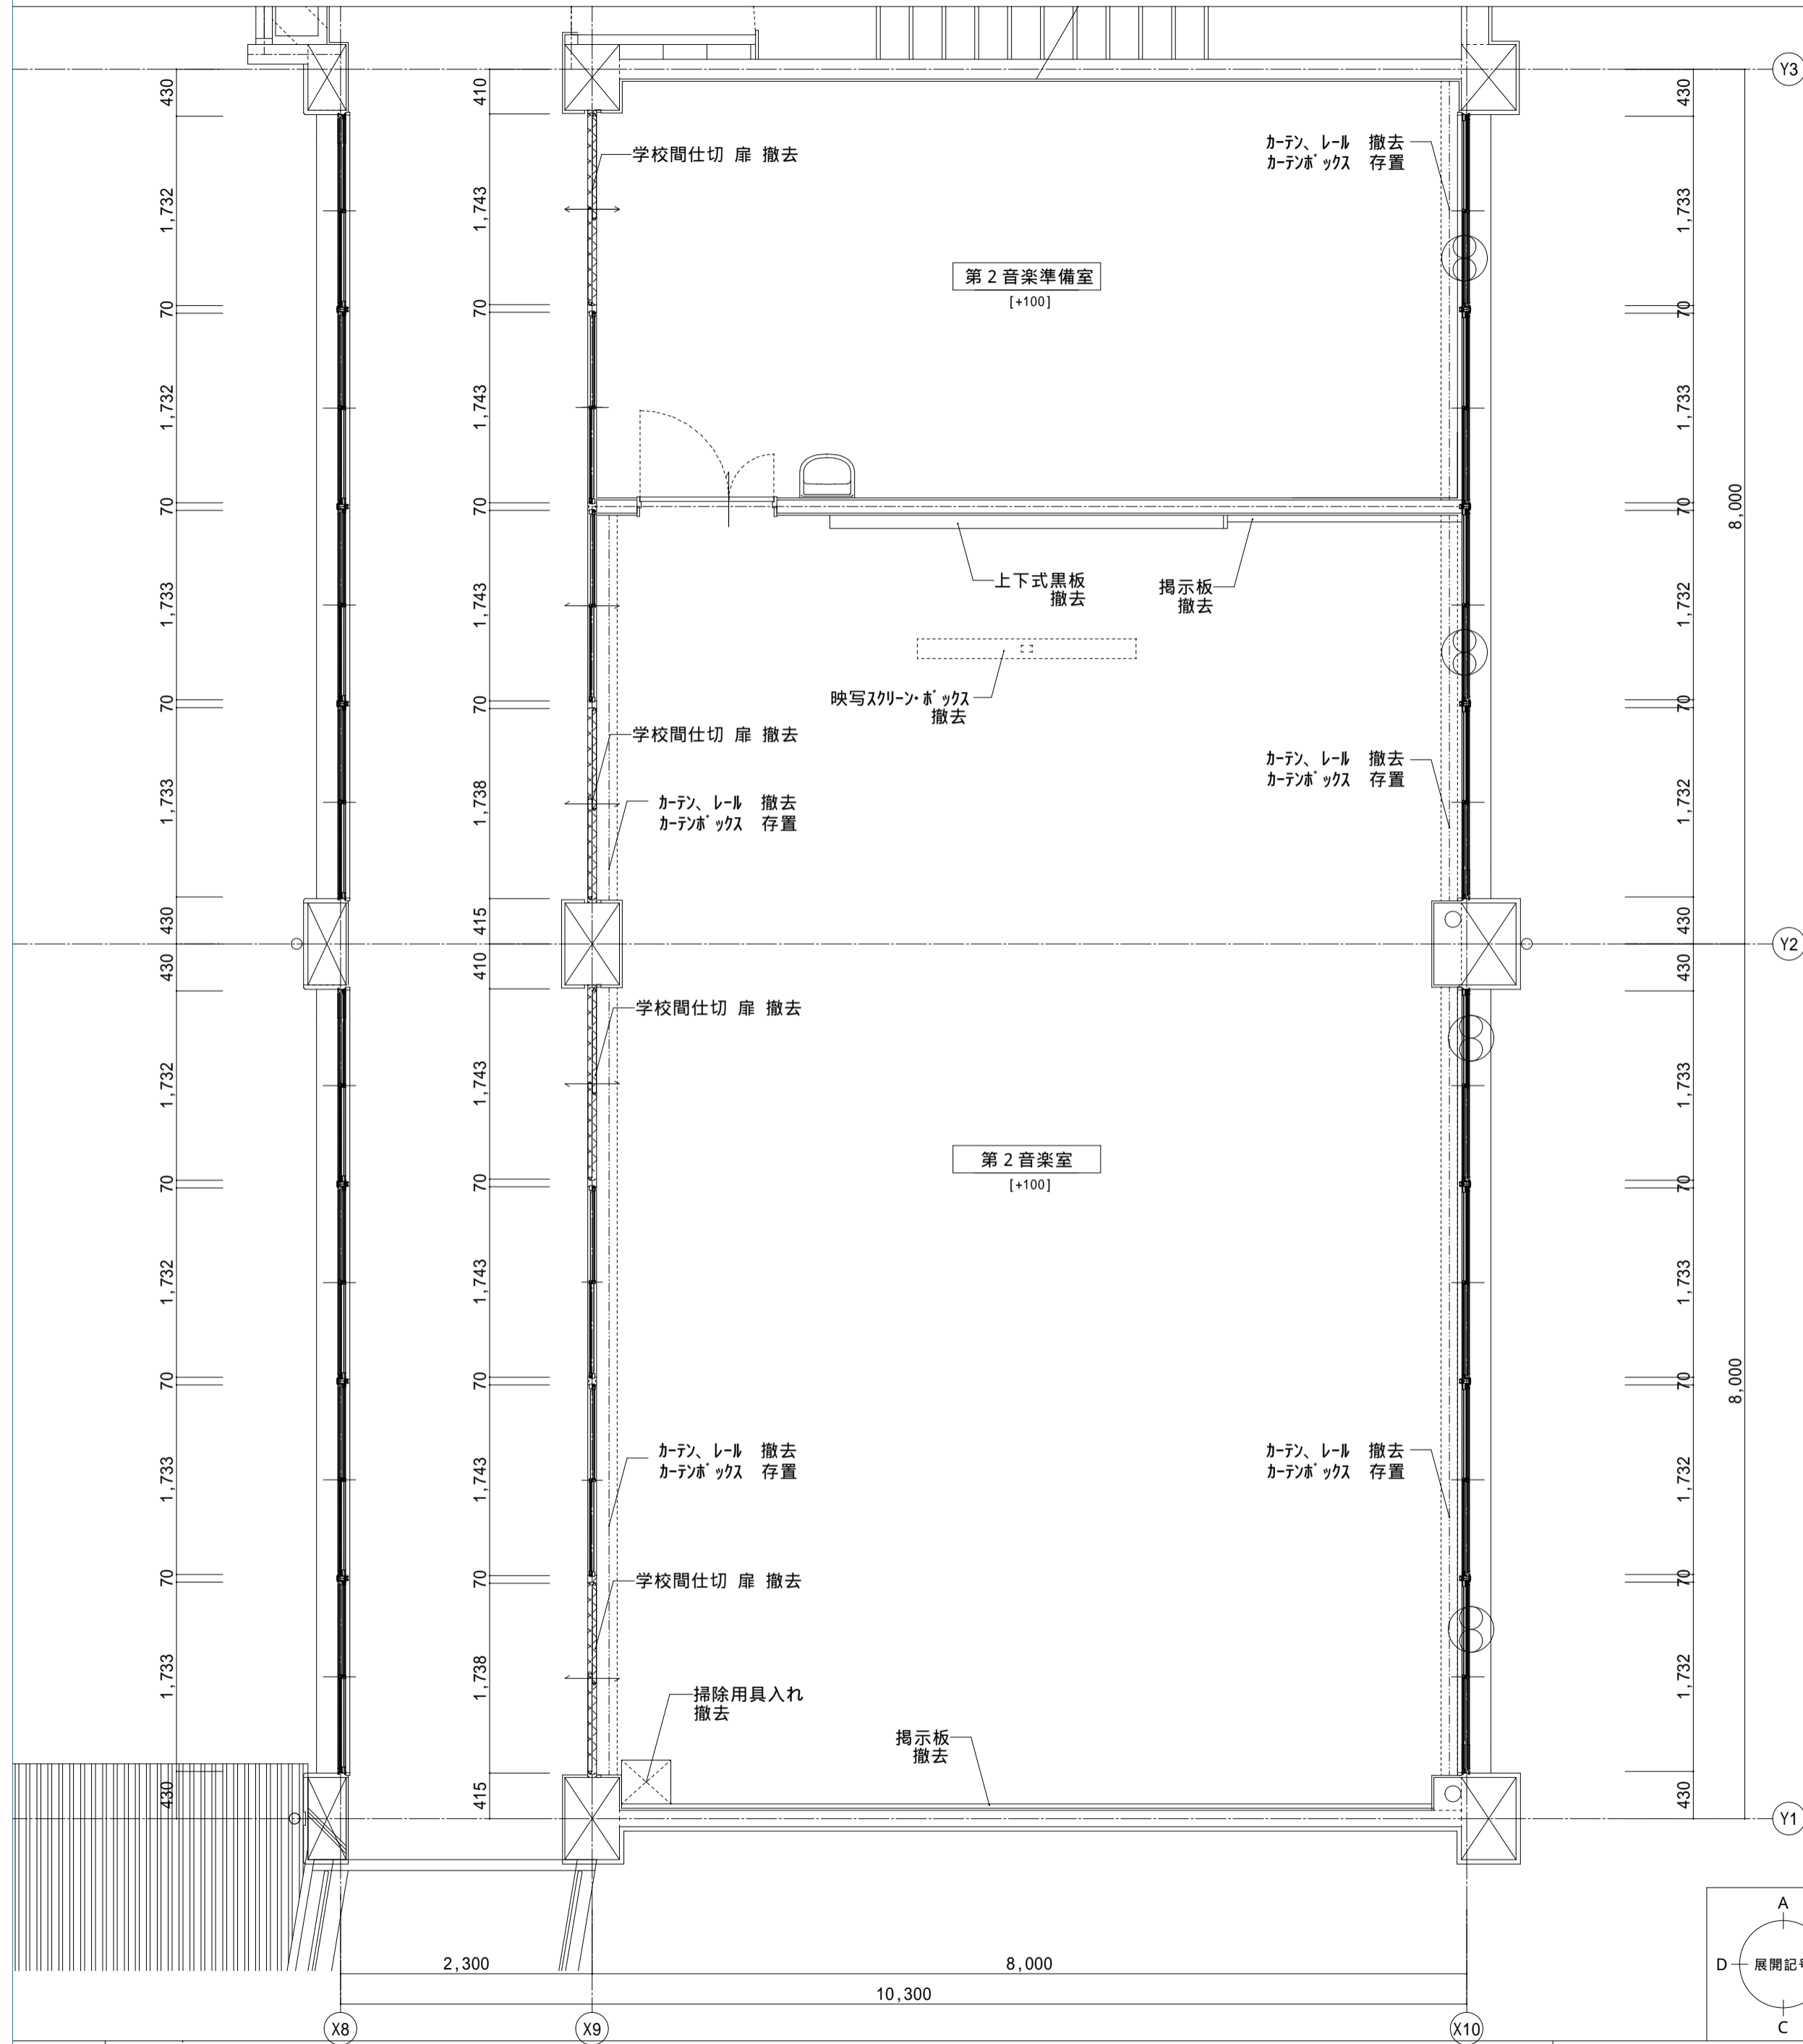 Y3
430
410
430
学校間仕切 扉 撤去
カーテン、レール 撤去
カーテンボックス 存置
1,732
1,743
1,733
第2音楽準備室
[+100]
70
70
70
1,732
1,743
1,733
70
70
70
8,000
上下式黒板
撤去
掲示板
撤去
1,733
1,743
1,732
映写スクリーン・ボックス
撤去
70
70
70
学校間仕切 扉 撤去
カーテン、レール 撤去
カーテンボックス 存置
カーテン、レール 撤去
カーテンボックス 存置
1,733
1,738
1,732
430
415
430
Y2
430
410
430
学校間仕切 扉 撤去
1,732
1,743
1,733
第2音楽室
[+100]
70
70
70
1,732
1,743
1,733
70
70
70
8,000
カーテン、レール 撤去
カーテンボックス 存置
カーテン、レール 撤去
カーテンボックス 存置
1,733
1,743
1,732
70
70
70
学校間仕切 扉 撤去
1,733
1,738
1,732
掃除用具入れ
撤去
掲示板
撤去
430
415
430
Y1
A
D
展開記号
C
2,300
8,000
10,300
X8
X9
X10